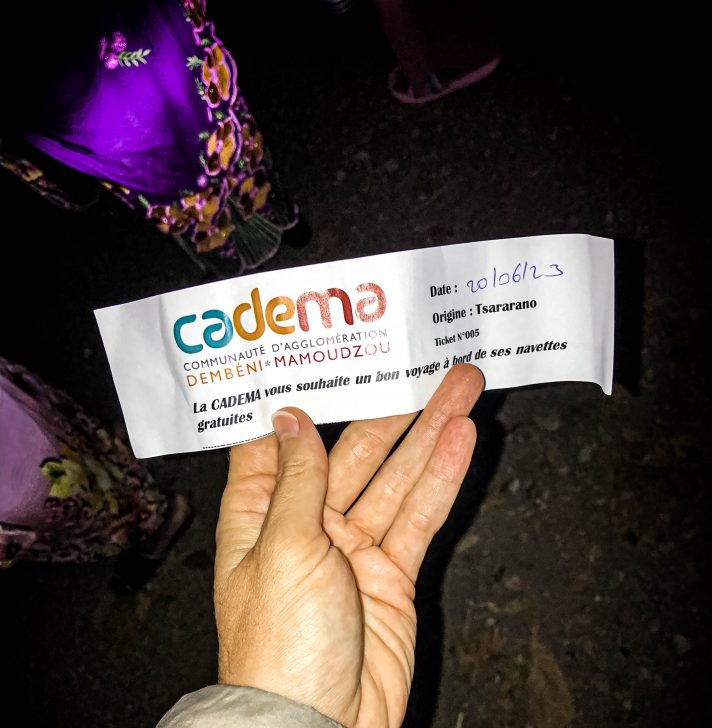 cadema
COMMUNAUTÉ D'AGGLOMÉRATION
DEMBÉNI*MAMOUDZOU
Date : 20/06/23
Origine : Tsararano
Ticket N°005
La CADEMA vous souhaite un bon voyage à bord de ses navettes
gratuites